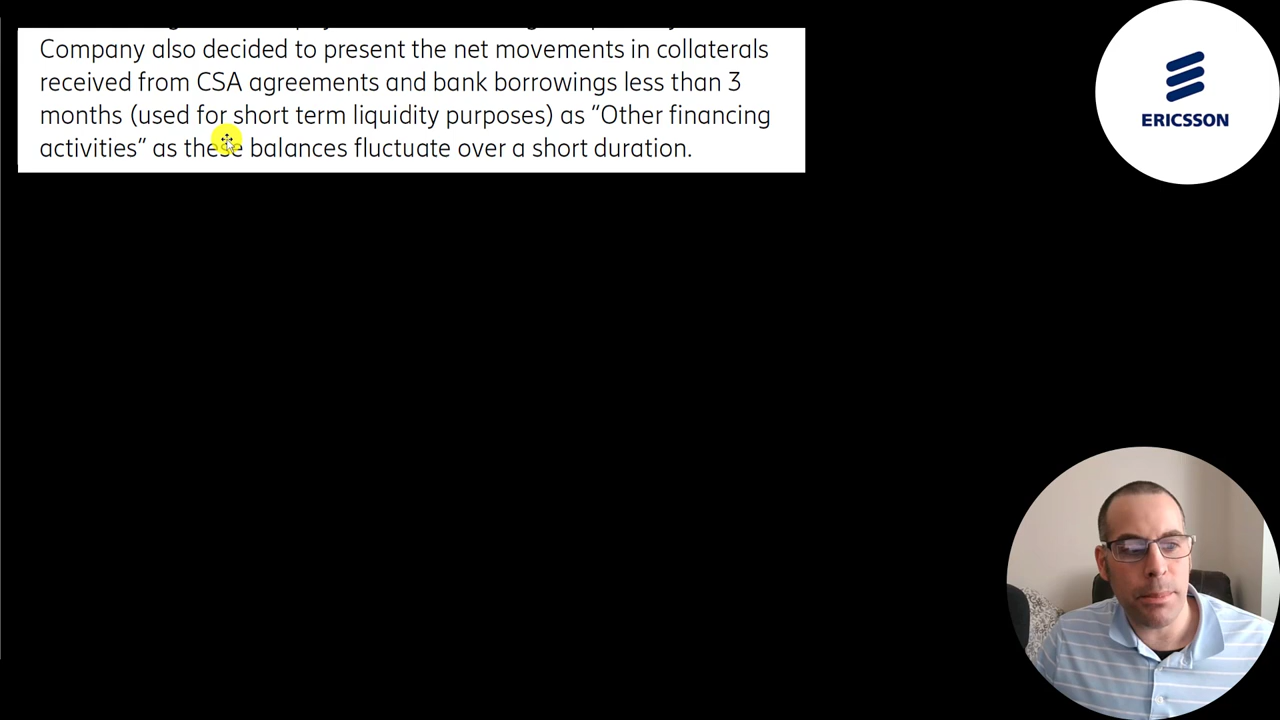 Company also decided to present the net movements in collaterals
received from CSA agreements and bank borrowings less than 3
months (used for short term liquidity purposes) as ”Other financing
activities” as these balances fluctuate over a short duration.
ERICSSON